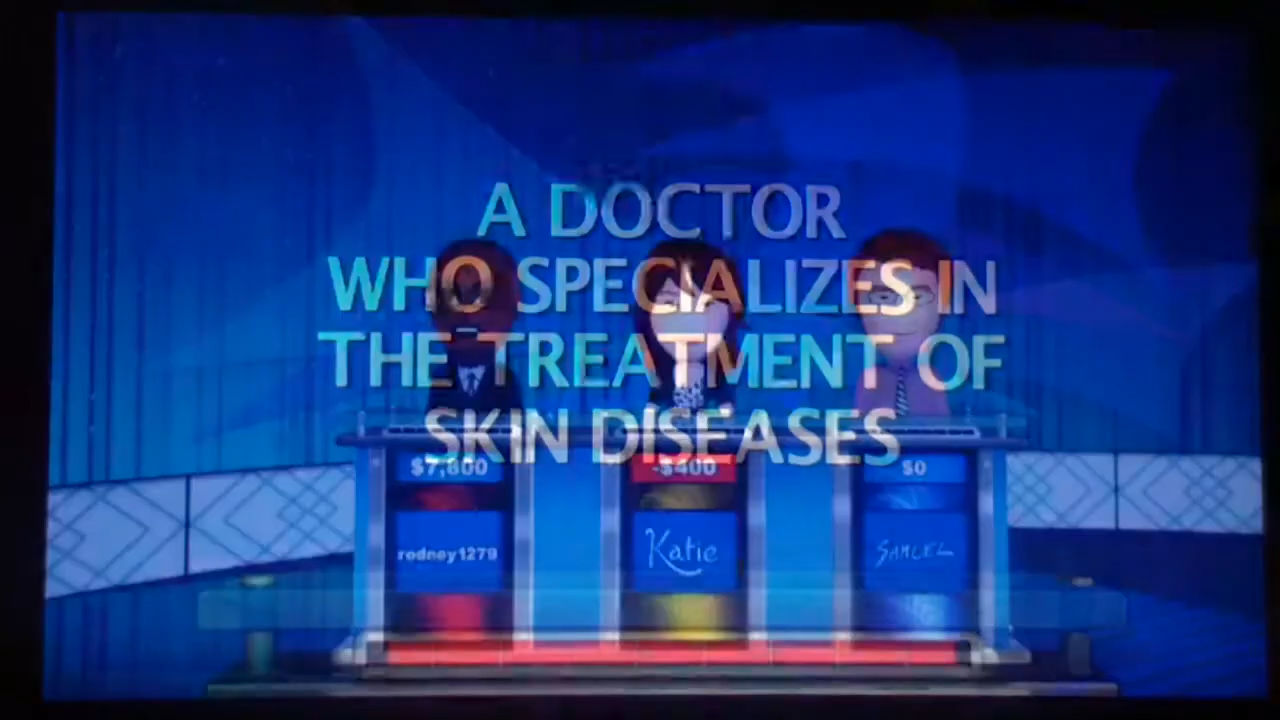 A DOCTOR
WHO SPECIALIZES IN
THE TREATMENT OF
SKIN DISEASES
$7,800 -$400 $0
rodney1279 Katie SAMUEL